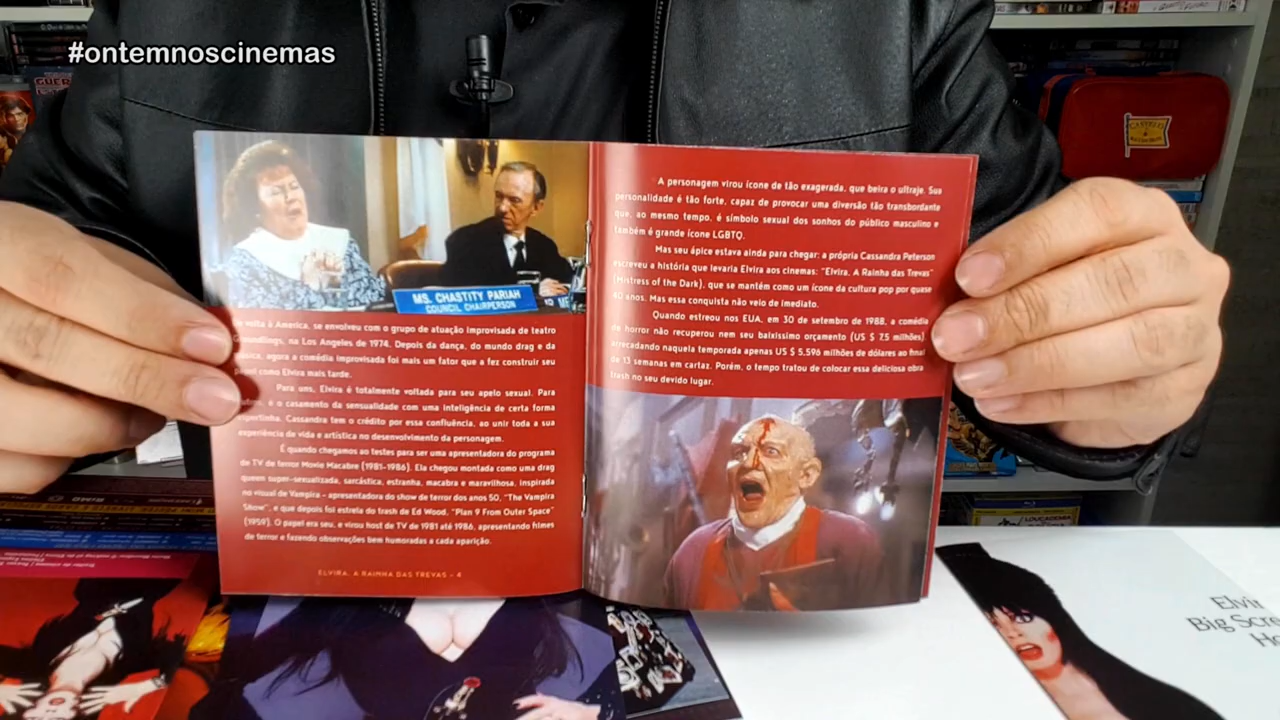 #ontemnoscinemas
CASTELI
MS. CHASTITY PARIAH
COUNCIL CHAIRPERSON
volta à America, se envolveu com o grupo de atuação improvisada de teatro
Groundlings, na Los Angeles de 1974. Depois da dança, do mundo drag e da
música, agora a comédia improvisada foi mais um fator que a fez construir seu
papel como Elvira mais tarde.
Para uns, Elvira é totalmente voltada para seu apelo sexual. Para
outros, é o casamento da sensualidade com uma inteligência de certa forma
espertinha. Cassandra tem o crédito por essa confluência, ao unir toda a sua
experiência de vida e artística no desenvolvimento da personagem.
É quando chegamos ao testes para ser uma apresentadora do programa
de TV de terror Movie Macabre (1981-1986). Ela chegou montada como uma drag
queen super-sexualizada, sarcástica, estranha, macabra e maravilhosa, inspirada
no visual de Vampira - apresentadora do show de terror dos anos 50, "The Vampira
Show", e que depois foi estrela do trash de Ed Wood, "Plan 9 From Outer Space"
(1959). O papel era seu, e virou host de TV de 1981 até 1986, apresentando filmes
de terror e fazendo observações bem humoradas a cada aparição.
ELVIRA, A RAINHA DAS TREVAS - 4
A personagem virou ícone de tão exagerada, que beira o ultraje. Sua
personalidade é tão forte, capaz de provocar uma diversão tão transbordante
que, ao mesmo tempo, é símbolo sexual dos sonhos do público masculino e
também é grande ícone LGBTQ.
Mas seu ápice estava ainda para chegar: a própria Cassandra Peterson
escreveu a história que levaria Elvira aos cinemas: "Elvira, A Rainha das Trevas"
(Mistress of the Dark), que se mantém como um ícone da cultura pop por quase
40 anos. Mas essa conquista não veio de imediato.
Quando estreou nos EUA, em 30 de setembro de 1988, a comédia
de horror não recuperou nem seu baixíssimo orçamento (US $ 7.5 milhões),
arrecadando naquela temporada apenas US $ 5.596 milhões de dólares ao final
de 13 semanas em cartaz. Porém, o tempo tratou de colocar essa deliciosa obra
trash no seu devido lugar.
LOUCADEMIA
Elvir
Big Scre
Ho